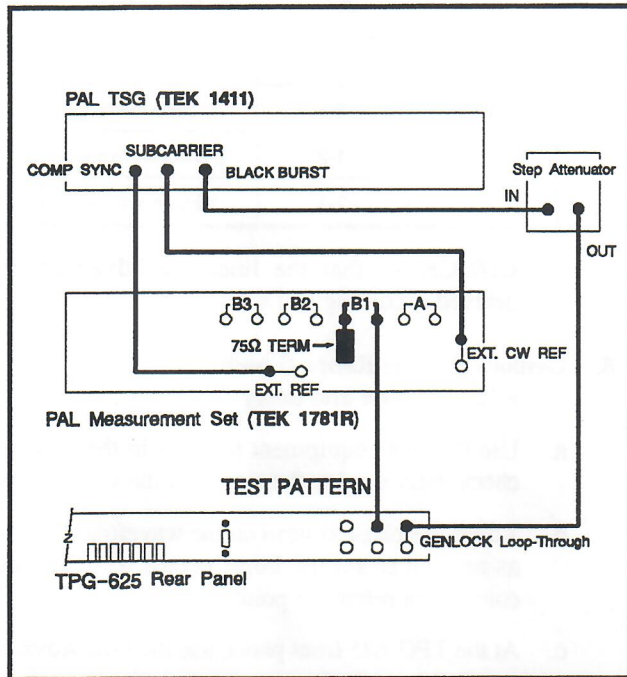 PAL TSG (TEK 1411)
COMP SYNC
SUBCARRIER
BLACK BURST
Step Attenuator
IN
OUT
B3
B2
B1
A
75Ω TERM
EXT. REF
EXT. CW REF
PAL Measurement Set (TEK 1781R)
TEST PATTERN
GENLOCK Loop-Through
TPG-625 Rear Panel